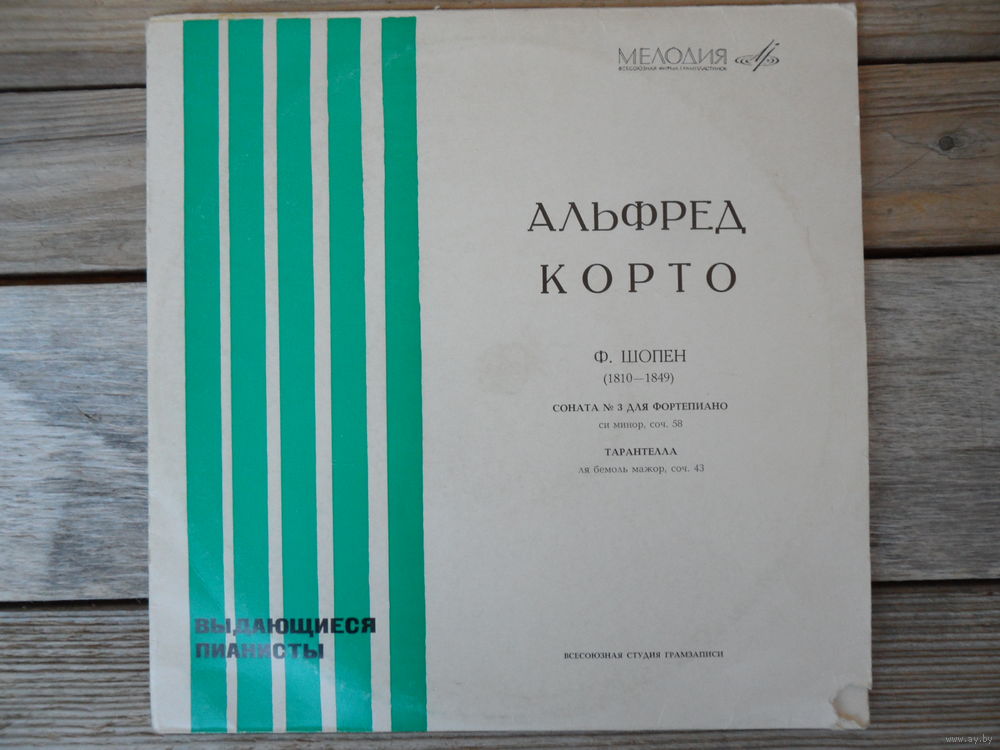 МЕЛОДИЯ
ВСЕСОЮЗНАЯ ФИРМА ГРАМПЛАСТИНОК
АЛЬФРЕД
КОРТО
Ф. ШОПЕН
(1810—1849)
СОНАТА № 3 ДЛЯ ФОРТЕПИАНО
си минор, соч. 58
ТАРАНТЕЛЛА
ля бемоль мажор, соч. 43
ВЫДАЮЩИЕСЯ
ПИАНИСТЫ
ВСЕСОЮЗНАЯ СТУДИЯ ГРАМЗАПИСИ
www.ay.by